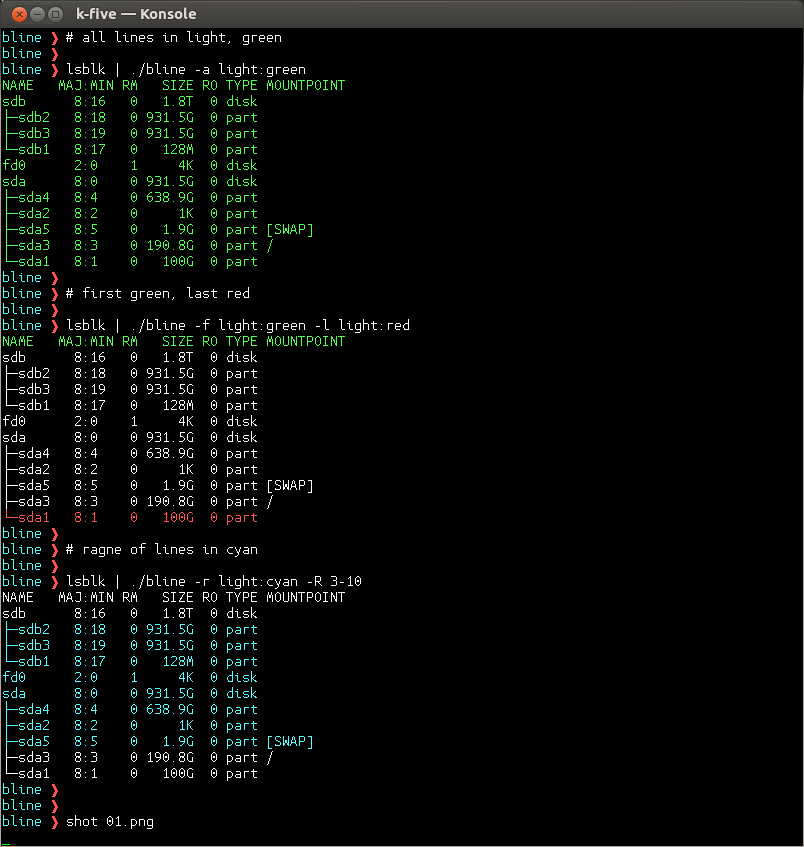 k-five — Konsole
bline ❯ # all lines in light, green
bline ❯
bline ❯ lsblk | ./bline -a light:green
NAME   MAJ:MIN RM   SIZE RO TYPE MOUNTPOINT
sdb      8:16   0   1.8T  0 disk
├─sdb2   8:18   0 931.5G  0 part
├─sdb3   8:19   0 931.5G  0 part
└─sdb1   8:17   0   128M  0 part
fd0      2:0    1     4K  0 disk
sda      8:0    0 931.5G  0 disk
├─sda4   8:4    0 638.9G  0 part
├─sda2   8:2    0     1K  0 part
├─sda5   8:5    0   1.9G  0 part [SWAP]
├─sda3   8:3    0 190.8G  0 part /
└─sda1   8:1    0   100G  0 part
bline ❯
bline ❯ # first green, last red
bline ❯
bline ❯ lsblk | ./bline -f light:green -l light:red
NAME   MAJ:MIN RM   SIZE RO TYPE MOUNTPOINT
sdb      8:16   0   1.8T  0 disk
├─sdb2   8:18   0 931.5G  0 part
├─sdb3   8:19   0 931.5G  0 part
└─sdb1   8:17   0   128M  0 part
fd0      2:0    1     4K  0 disk
sda      8:0    0 931.5G  0 disk
├─sda4   8:4    0 638.9G  0 part
├─sda2   8:2    0     1K  0 part
├─sda5   8:5    0   1.9G  0 part [SWAP]
├─sda3   8:3    0 190.8G  0 part /
└─sda1   8:1    0   100G  0 part
bline ❯
bline ❯ # ragne of lines in cyan
bline ❯
bline ❯ lsblk | ./bline -r light:cyan -R 3-10
NAME   MAJ:MIN RM   SIZE RO TYPE MOUNTPOINT
sdb      8:16   0   1.8T  0 disk
├─sdb2   8:18   0 931.5G  0 part
├─sdb3   8:19   0 931.5G  0 part
└─sdb1   8:17   0   128M  0 part
fd0      2:0    1     4K  0 disk
sda      8:0    0 931.5G  0 disk
├─sda4   8:4    0 638.9G  0 part
├─sda2   8:2    0     1K  0 part
├─sda5   8:5    0   1.9G  0 part [SWAP]
├─sda3   8:3    0 190.8G  0 part /
└─sda1   8:1    0   100G  0 part
bline ❯
bline ❯
bline ❯ shot 01.png